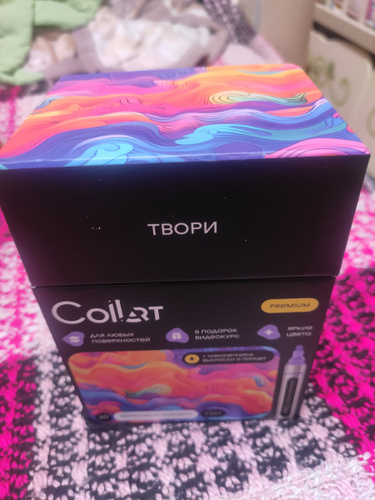 ТВОРИ
CollART
PREMIUM
ДЛЯ ЛЮБЫХ
ПОВЕРХНОСТЕЙ
В ПОДАРОК
ВИДЕОКУРС
ЯРКИЕ
ЦВЕТА